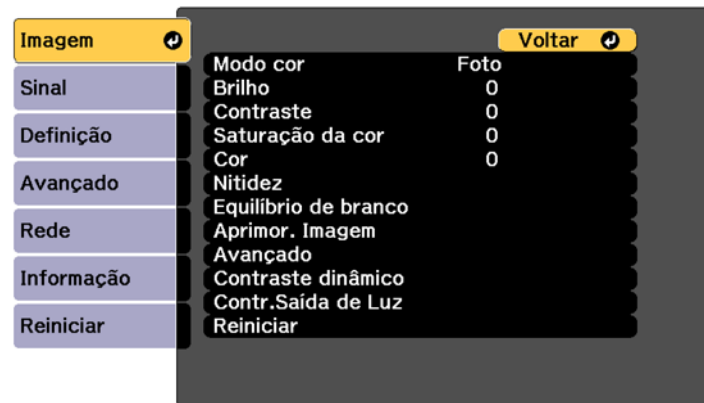 Imagem
Sinal
Definição
Avançado
Rede
Informação
Reiniciar
Voltar
Modo cor Foto
Brilho 0
Contraste 0
Saturação da cor 0
Cor 0
Nitidez
Equilíbrio de branco
Aprimor. Imagem
Avançado
Contraste dinâmico
Contr.Saída de Luz
Reiniciar